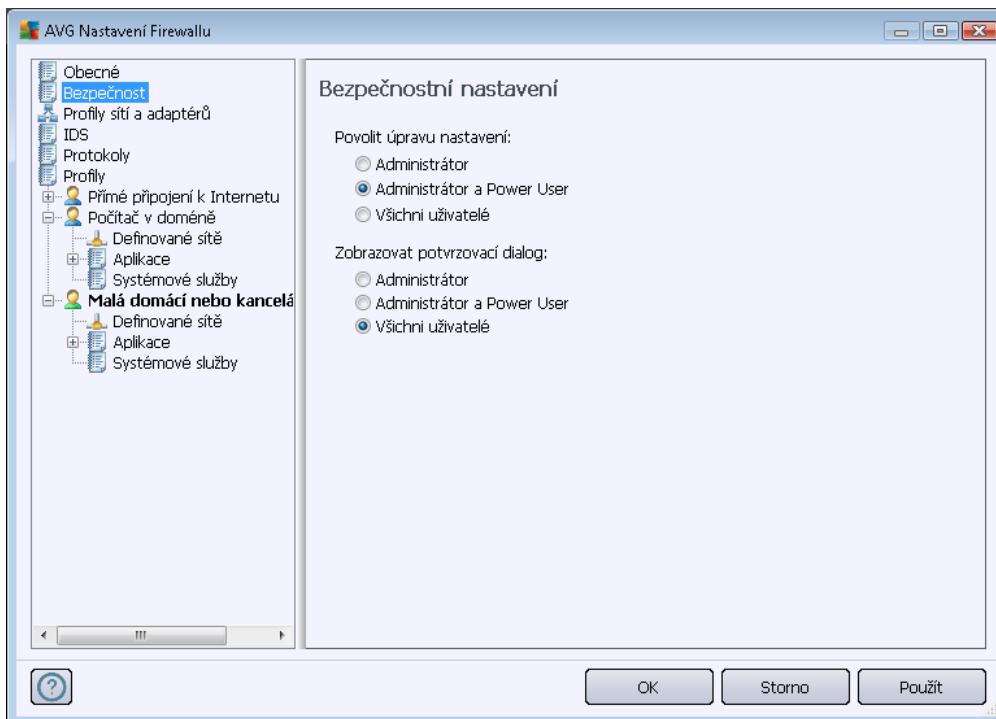 AVG Nastavení Firewallu
Obecné
Bezpečnost
Profily sítí a adaptérů
IDS
Protokoly
Profily
Přímé připojení k Internetu
Počítač v doméně
Definované sítě
Aplikace
Systémové služby
Malá domácí nebo kancelá
Definované sítě
Aplikace
Systémové služby
Bezpečnostní nastavení
Povolit úpravu nastavení:
Administrátor
Administrátor a Power User
Všichni uživatelé
Zobrazovat potvrzovací dialog:
Administrátor
Administrátor a Power User
Všichni uživatelé
OK
Storno
Použít